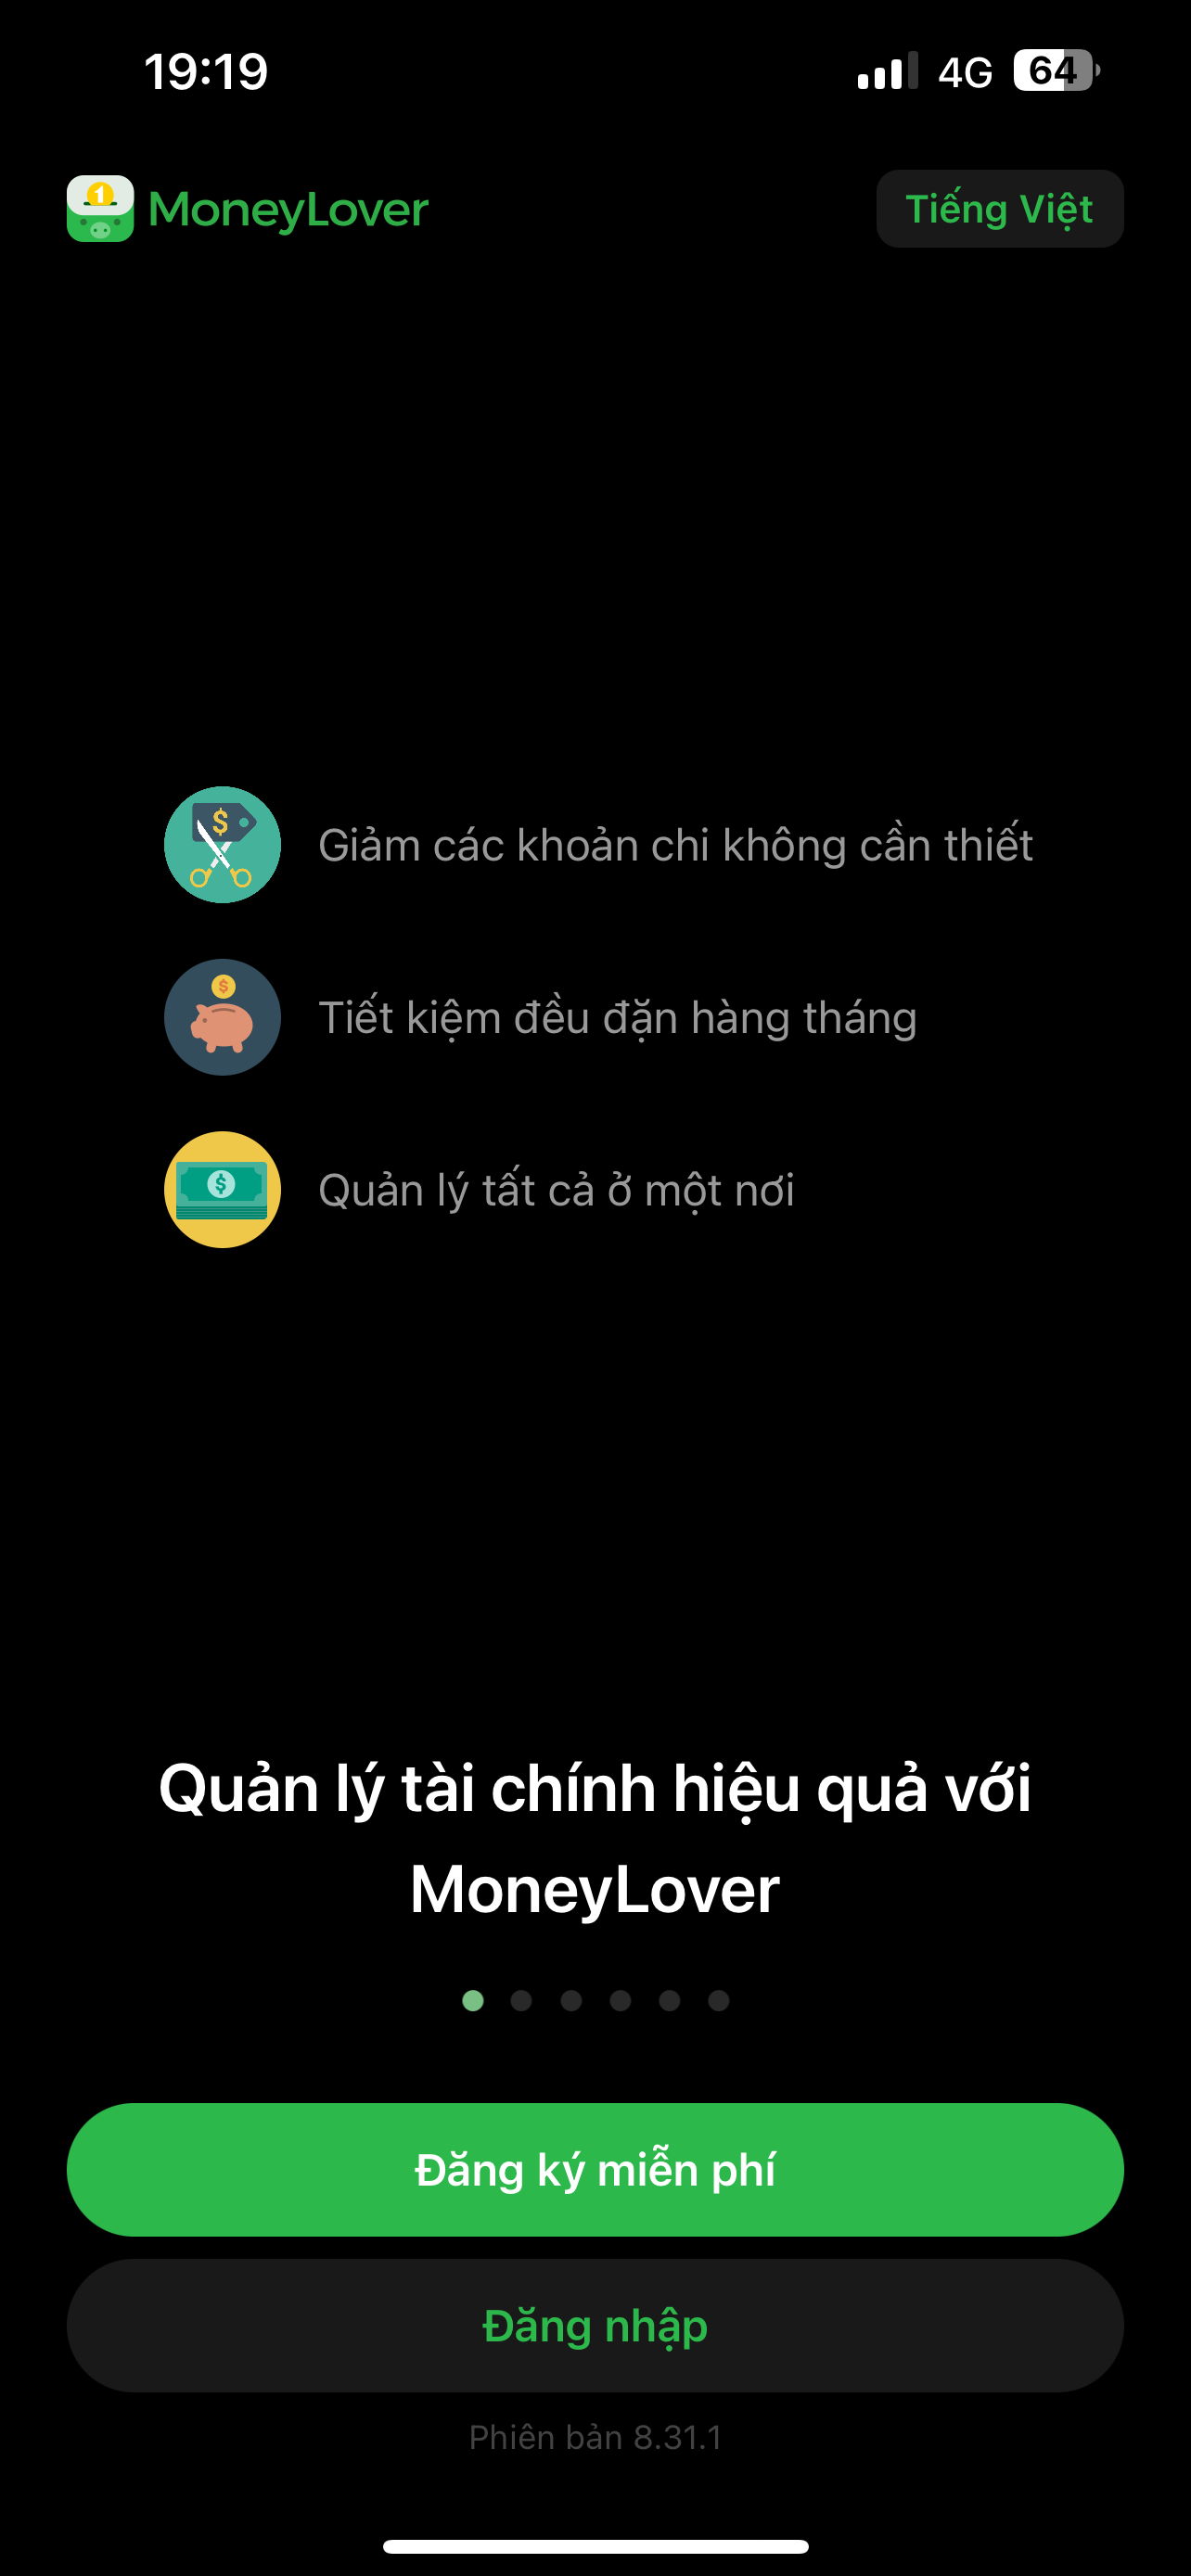 19:19
4G 64
MoneyLover
Tiếng Việt
Giảm các khoản chi không cần thiết
Tiết kiệm đều đặn hàng tháng
Quản lý tất cả ở một nơi
Quản lý tài chính hiệu quả với
MoneyLover
Đăng ký miễn phí
Đăng nhập
Phiên bản 8.31.1